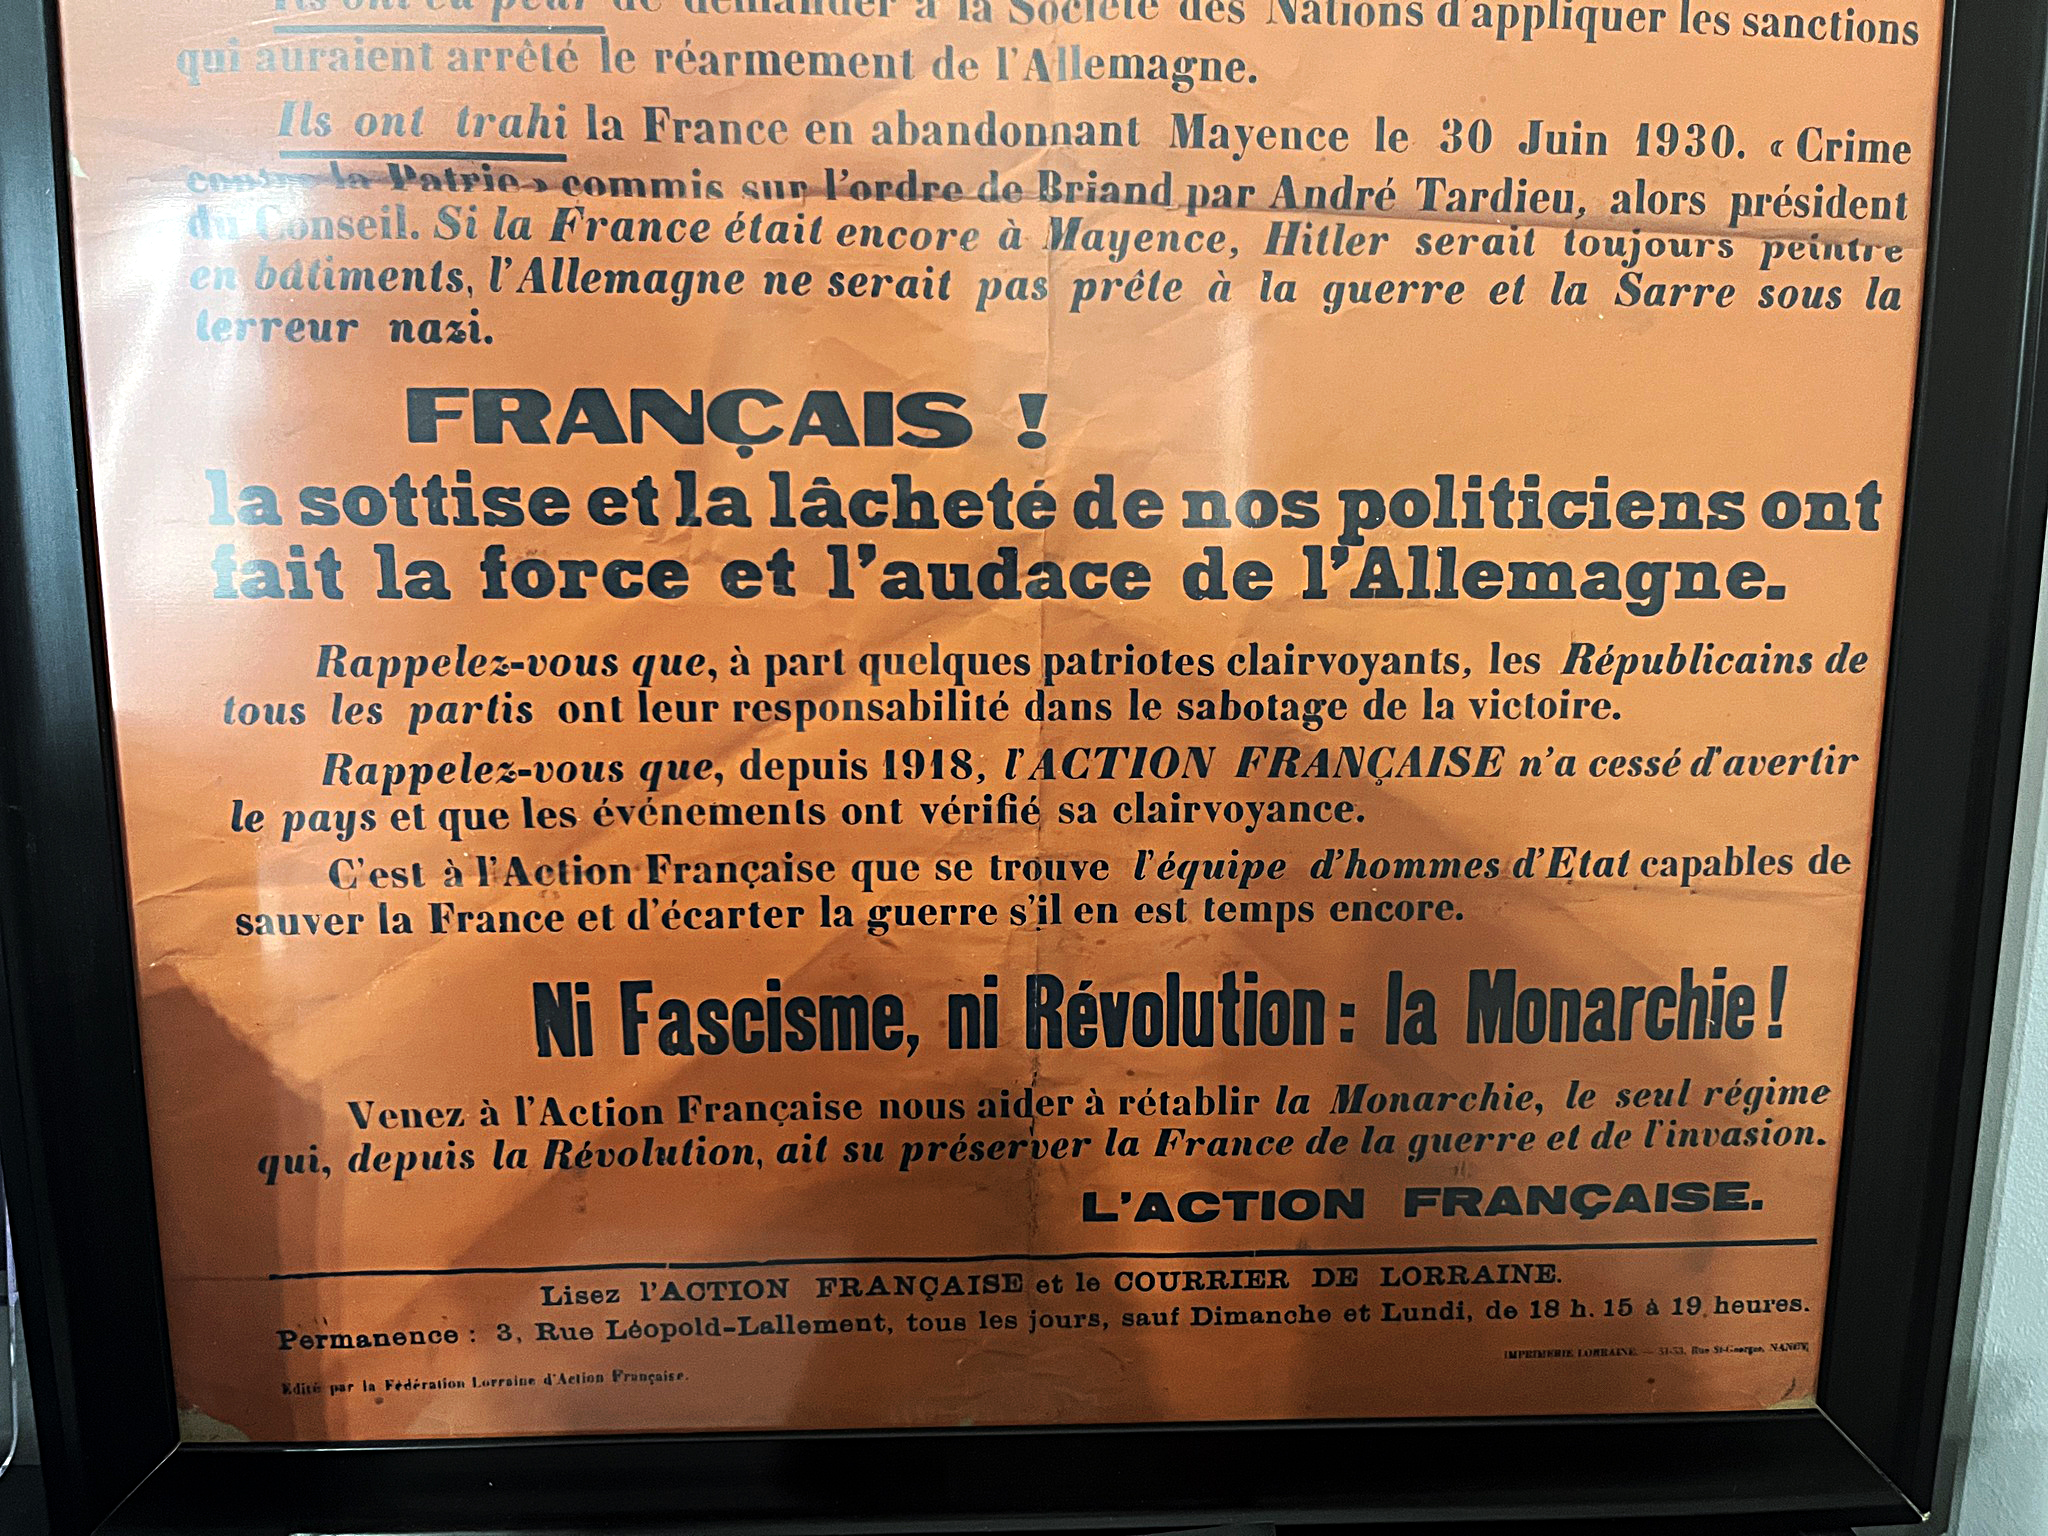 Ils ont eu peur de demander à la Société des Nations d'appliquer les sanctions
qui auraient arrêté le réarmement de l'Allemagne.
Ils ont trahi la France en abandonnant Mayence le 30 Juin 1930. « Crime
contre la Patrie » commis sur l'ordre de Briand par André Tardieu, alors président
du Conseil. Si la France était encore à Mayence, Hitler serait toujours peintre
en bâtiments, l'Allemagne ne serait pas prête à la guerre et la Sarre sous la
terreur nazi.
FRANÇAIS !
la sottise et la lâcheté de nos politiciens ont
fait la force et l'audace de l'Allemagne.
Rappelez-vous que, à part quelques patriotes clairvoyants, les Républicains de
tous les partis ont leur responsabilité dans le sabotage de la victoire.
Rappelez-vous que, depuis 1918, l'ACTION FRANÇAISE n'a cessé d'avertir
le pays et que les événements ont vérifié sa clairvoyance.
C'est à l'Action Française que se trouve l'équipe d'hommes d'Etat capables de
sauver la France et d'écarter la guerre s'il en est temps encore.
Ni Fascisme, ni Révolution : la Monarchie !
Venez à l'Action Française nous aider à rétablir la Monarchie, le seul régime
qui, depuis la Révolution, ait su préserver la France de la guerre et de l'invasion.
L'ACTION FRANÇAISE.
Lisez l'ACTION FRANÇAISE et le COURRIER DE LORRAINE.
Permanence : 3, Rue Léopold-Lallement, tous les jours, sauf Dimanche et Lundi, de 18 h. 15 à 19 heures.
IMPRIMERIE LORRAINE. — 51-53, Rue St-Georges, NANCY
Edité par la Fédération Lorraine d'Action Française.